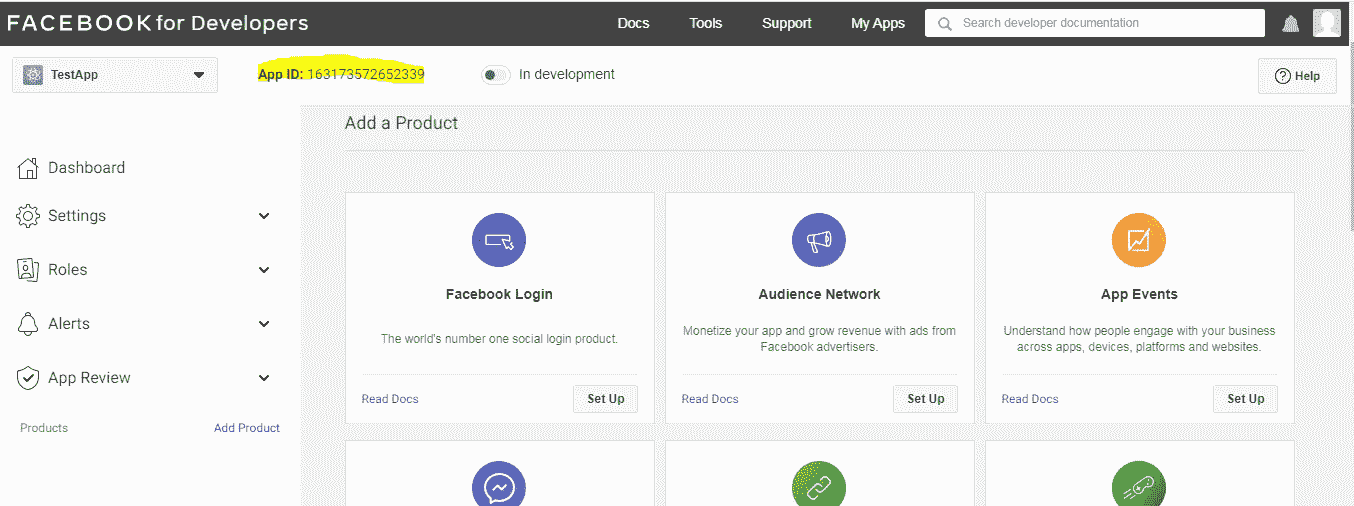 FACEBOOK for Developers
Docs
Tools
Support
My Apps
Search developer documentation
TestApp
App ID: 163173572652339
In development
Help
Add a Product
Dashboard
Settings
Roles
Alerts
App Review
Products
Add Product
Facebook Login
The world's number one social login product.
Read Docs
Set Up
Audience Network
Monetize your app and grow revenue with ads from
Facebook advertisers.
Read Docs
Set Up
App Events
Understand how people engage with your business
across apps, devices, platforms and websites.
Read Docs
Set Up